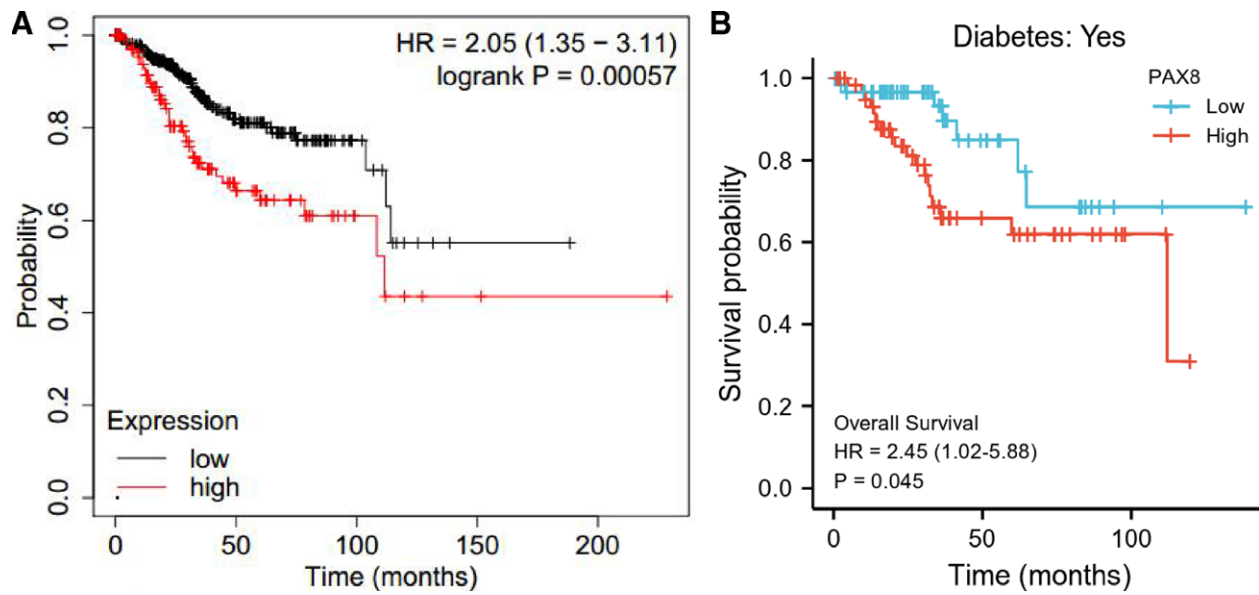 A
HR = 2.05 (1.35 − 3.11)
logrank P = 0.00057
Probability
1.0
0.8
0.6
0.4
0.2
0.0
Expression
low
high
0 50 100 150 200
Time (months)
B
Diabetes: Yes
PAX8
Low
High
Survival probability
1.0
0.8
0.6
0.4
0.2
0.0
Overall Survival
HR = 2.45 (1.02-5.88)
P = 0.045
0 50 100
Time (months)